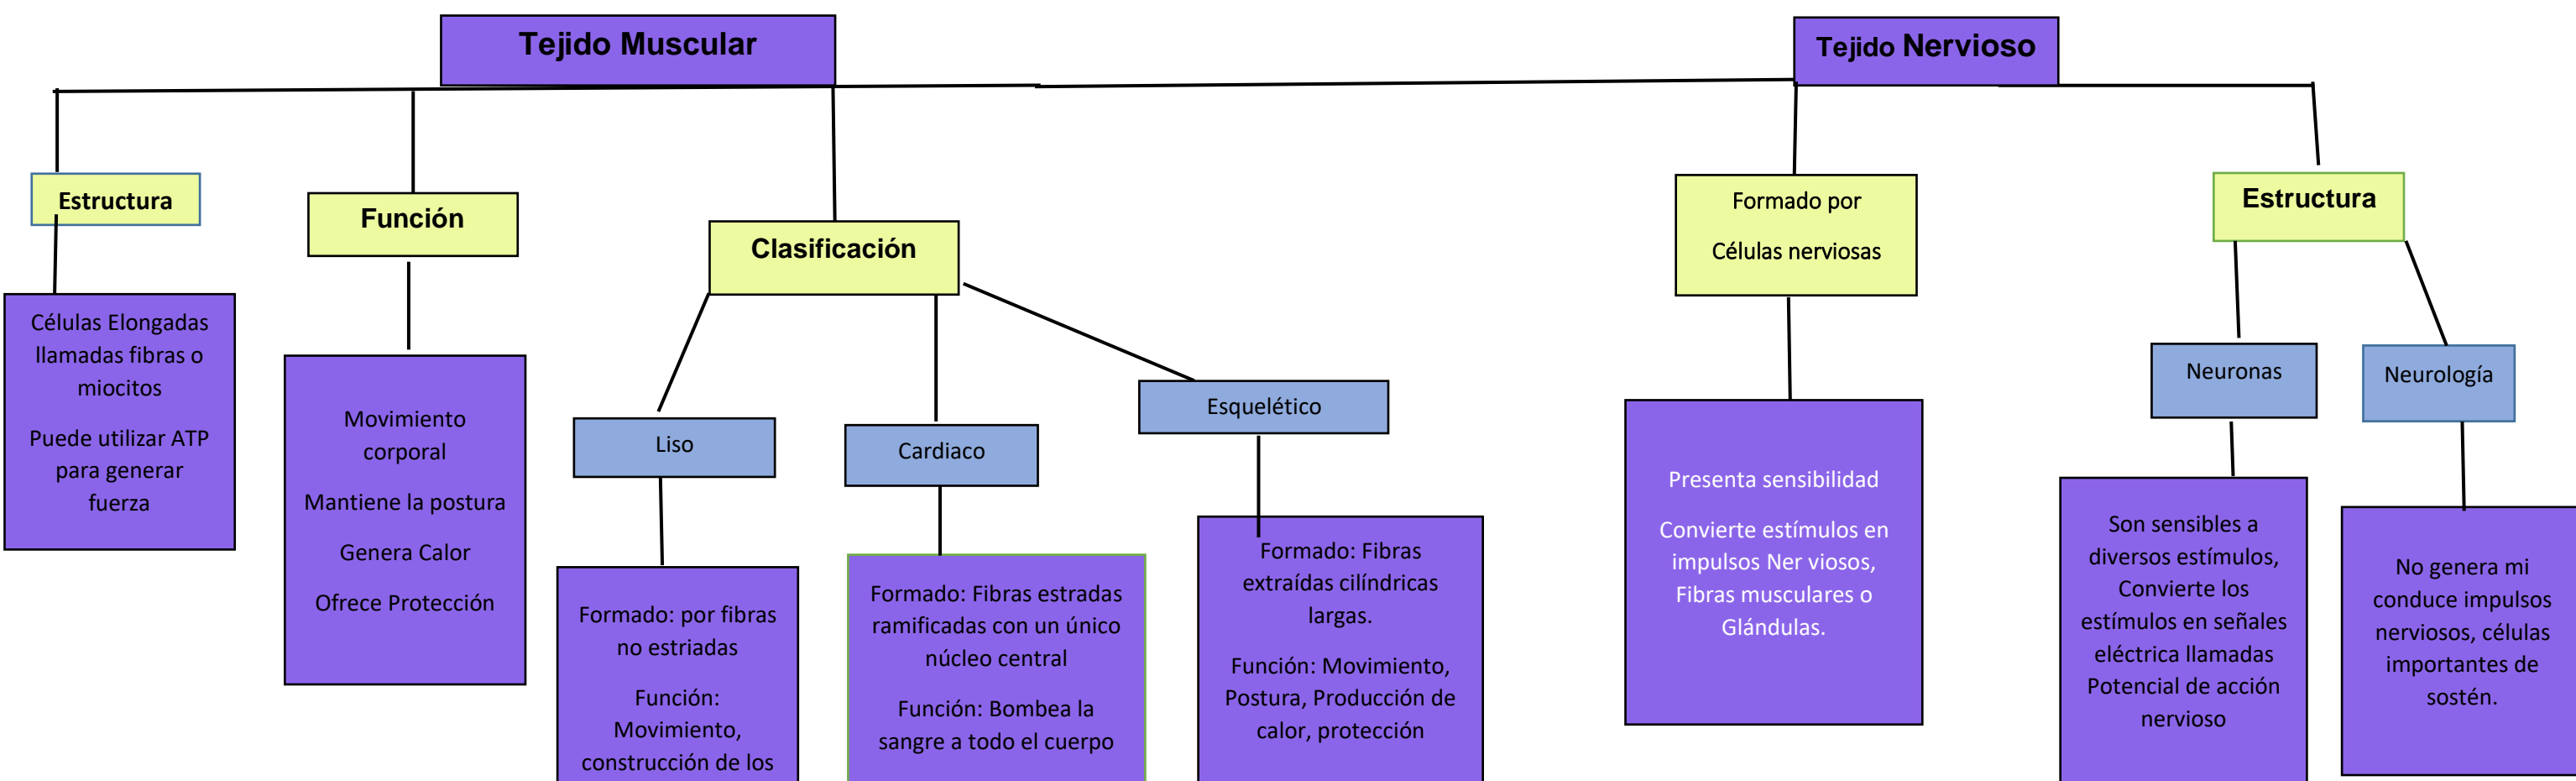 Tejido Muscular
Tejido Nervioso
Estructura
Función
Clasificación
Formado por
Células nerviosas
Estructura
Células Elongadas
llamadas fibras o
miocitos
Puede utilizar ATP
para generar
fuerza
Movimiento
corporal
Mantiene la postura
Genera Calor
Ofrece Protección
Liso
Cardiaco
Esquelético
Formado: por fibras
no estriadas
Función:
Movimiento,
construcción de los
Formado: Fibras estradas
ramificadas con un único
núcleo central
Función: Bombea la
sangre a todo el cuerpo
Formado: Fibras
extraídas cilíndricas
largas.
Función: Movimiento,
Postura, Producción de
calor, protección
Presenta sensibilidad
Convierte estímulos en
impulsos Ner viosos,
Fibras musculares o
Glándulas.
Neuronas
Neurología
Son sensibles a
diversos estímulos,
Convierte los
estímulos en señales
eléctrica llamadas
Potencial de acción
nervioso
No genera mi
conduce impulsos
nerviosos, células
importantes de
sostén.